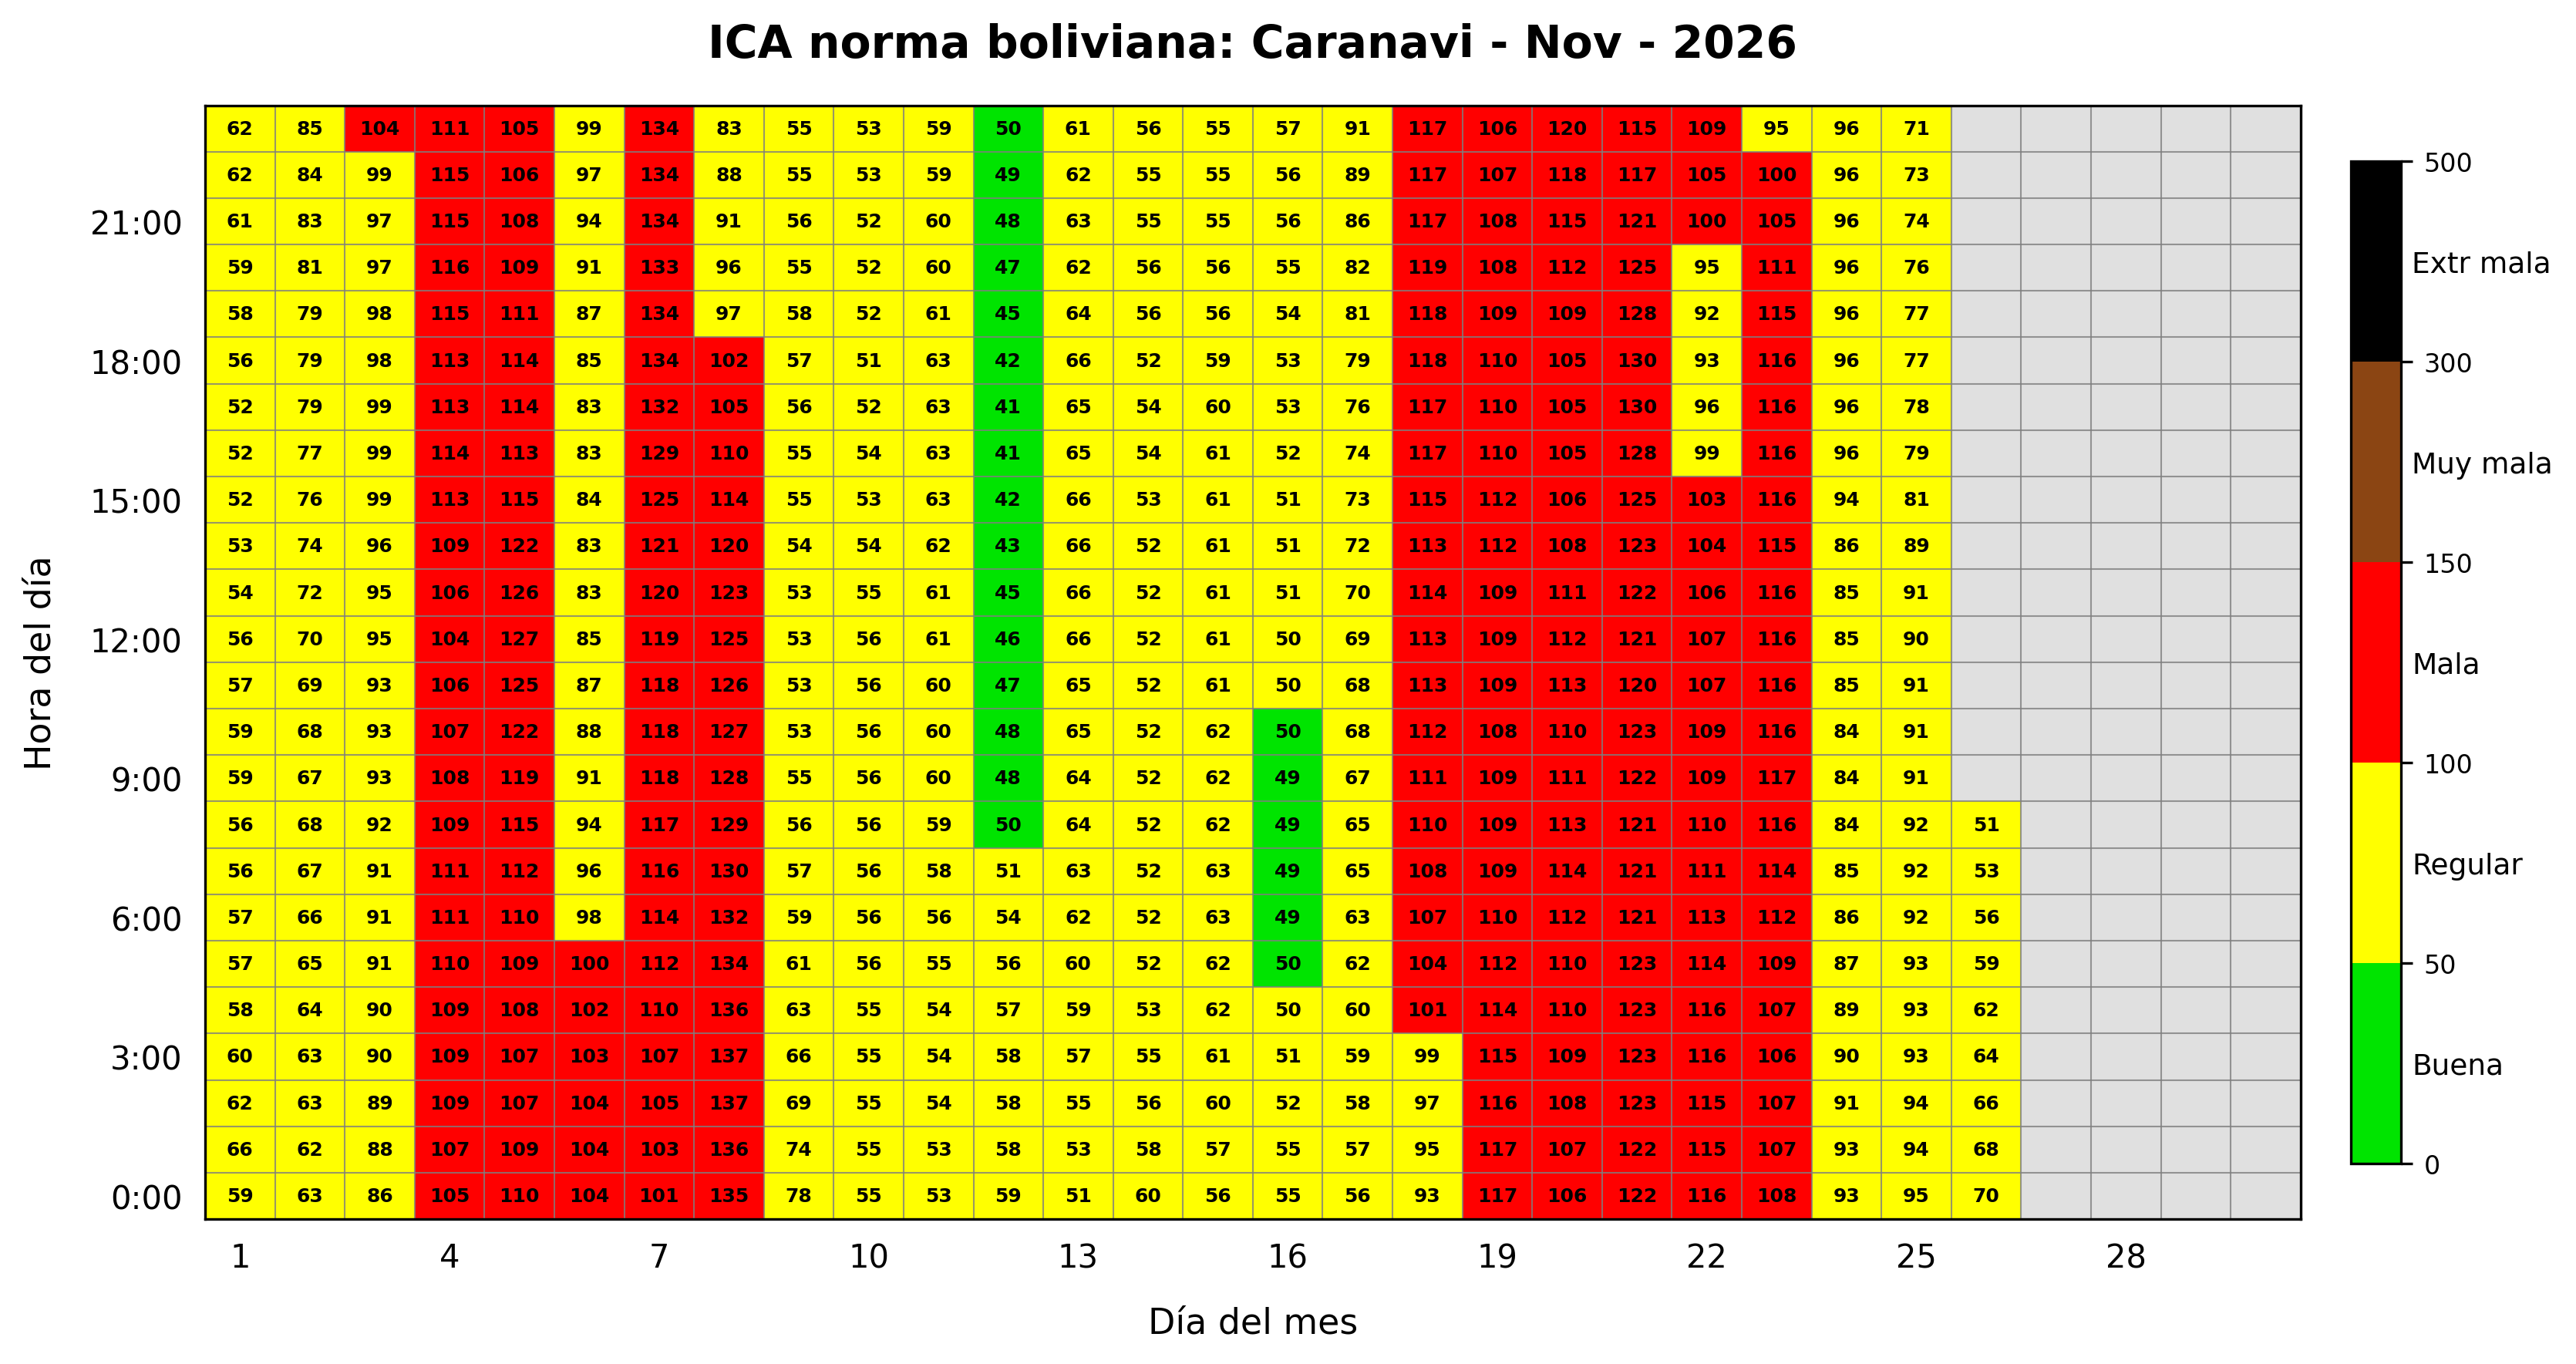 ICA norma boliviana: Caranavi - Nov - 2026
62 85 104 111 105 99 134 83 55 53 59 50 61 56 55 57 91 117 106 120 115 109 95 96 71
62 84 99 115 106 97 134 88 55 53 59 49 62 55 55 56 89 117 107 118 117 105 100 96 73
21:00 61 83 97 115 108 94 134 91 56 52 60 48 63 55 55 56 86 117 108 115 121 100 105 96 74
59 81 97 116 109 91 133 96 55 52 60 47 62 56 56 55 82 119 108 112 125 95 111 96 76
58 79 98 115 111 87 134 97 58 52 61 45 64 56 56 54 81 118 109 109 128 92 115 96 77
18:00 56 79 98 113 114 85 134 102 57 51 63 42 66 52 59 53 79 118 110 105 130 93 116 96 77
52 79 99 113 114 83 132 105 56 52 63 41 65 54 60 53 76 117 110 105 130 96 116 96 78
52 77 99 114 113 83 129 110 55 54 63 41 65 54 61 52 74 117 110 105 128 99 116 96 79
15:00 52 76 99 113 115 84 125 114 55 53 63 42 66 53 61 51 73 115 112 106 125 103 116 94 81
53 74 96 109 122 83 121 120 54 54 62 43 66 52 61 51 72 113 112 108 123 104 115 86 89
54 72 95 106 126 83 120 123 53 55 61 45 66 52 61 51 70 114 109 111 122 106 116 85 91
12:00 56 70 95 104 127 85 119 125 53 56 61 46 66 52 61 50 69 113 109 112 121 107 116 85 90
57 69 93 106 125 87 118 126 53 56 60 47 65 52 61 50 68 113 109 113 120 107 116 85 91
59 68 93 107 122 88 118 127 53 56 60 48 65 52 62 50 68 112 108 110 123 109 116 84 91
9:00 59 67 93 108 119 91 118 128 55 56 60 48 64 52 62 49 67 111 109 111 122 109 117 84 91
56 68 92 109 115 94 117 129 56 56 59 50 64 52 62 49 65 110 109 113 121 110 116 84 92 51
56 67 91 111 112 96 116 130 57 56 58 51 63 52 63 49 65 108 109 114 121 111 114 85 92 53
6:00 57 66 91 111 110 98 114 132 59 56 56 54 62 52 63 49 63 107 110 112 121 113 112 86 92 56
57 65 91 110 109 100 112 134 61 56 55 56 60 52 62 50 62 104 112 110 123 114 109 87 93 59
58 64 90 109 108 102 110 136 63 55 54 57 59 53 62 50 60 101 114 110 123 116 107 89 93 62
3:00 60 63 90 109 107 103 107 137 66 55 54 58 57 55 61 51 59 99 115 109 123 116 106 90 93 64
62 63 89 109 107 104 105 137 69 55 54 58 55 56 60 52 58 97 116 108 123 115 107 91 94 66
66 62 88 107 109 104 103 136 74 55 53 58 53 58 57 55 57 95 117 107 122 115 107 93 94 68
0:00 59 63 86 105 110 104 101 135 78 55 53 59 51 60 56 55 56 93 117 106 122 116 108 93 95 70
1 4 7 10 13 16 19 22 25 28
Día del mes
Hora del día
500
Extr mala
300
Muy mala
150
Mala
100
Regular
50
Buena
0